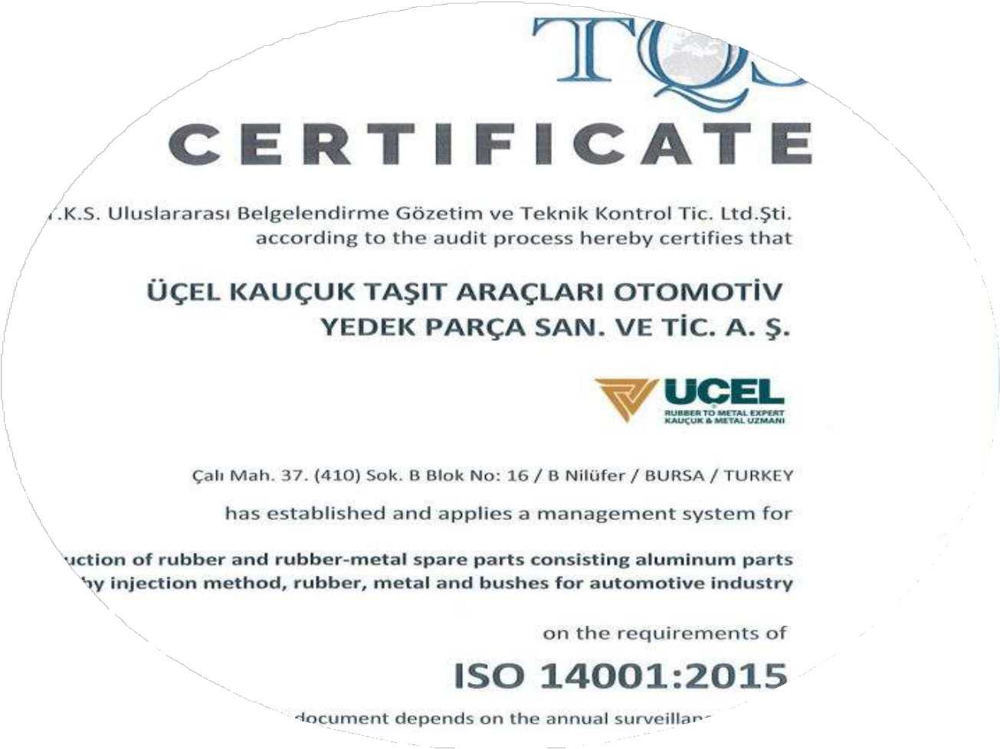 TQS
CERTIFICATE
.K.S. Uluslararası Belgelendirme Gözetim ve Teknik Kontrol Tic. Ltd.Şti.
according to the audit process hereby certifies that
ÜÇEL KAUÇUK TAŞIT ARAÇLARI OTOMOTİV
YEDEK PARÇA SAN. VE TİC. A. Ş.
UÇEL
RUBBER TO METAL EXPERT
KAUÇUK & METAL UZMANI
Çalı Mah. 37. (410) Sok. B Blok No: 16 / B Nilüfer / BURSA / TURKEY
has established and applies a management system for
uction of rubber and rubber-metal spare parts consisting aluminum parts
by injection method, rubber, metal and bushes for automotive industry
on the requirements of
ISO 14001:2015
document depends on the annual